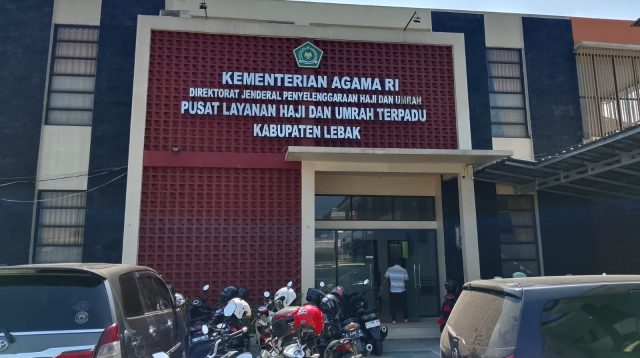 KEMENTERIAN AGAMA RI
DIREKTORAT JENDERAL PENYELENGGARAAN HAJI DAN UMRAH
PUSAT LAYANAN HAJI DAN UMRAH TERPADU
KABUPATEN LEBAK